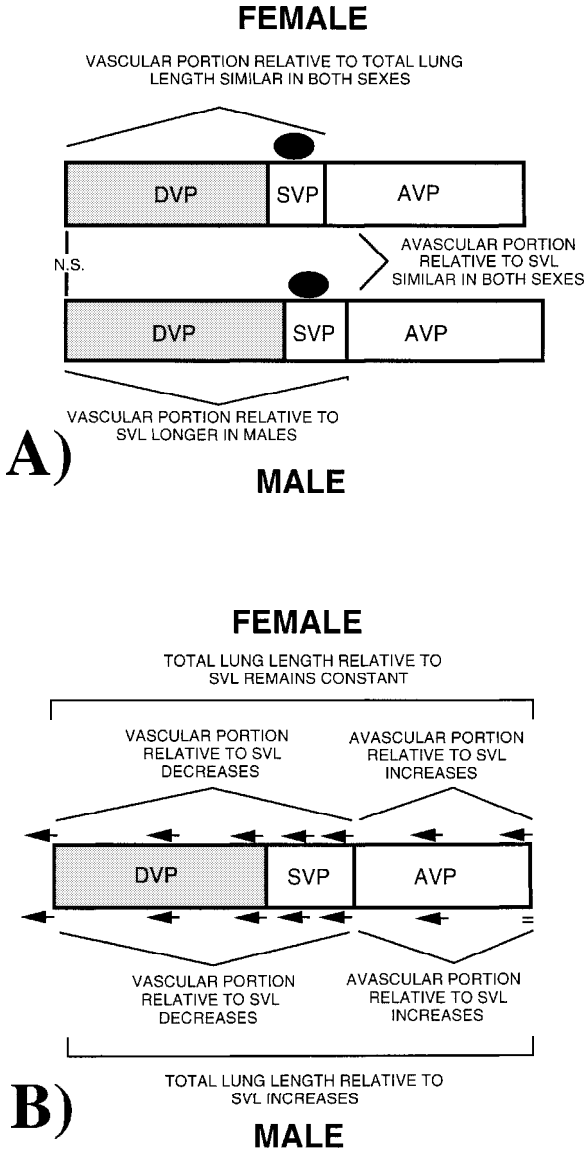 FEMALE
VASCULAR PORTION RELATIVE TO TOTAL LUNG
LENGTH SIMILAR IN BOTH SEXES
DVP SVP AVP
N.S.
AVASCULAR PORTION
RELATIVE TO SVL
SIMILAR IN BOTH SEXES
DVP SVP AVP
VASCULAR PORTION RELATIVE TO
SVL LONGER IN MALES
A)
MALE
FEMALE
TOTAL LUNG LENGTH RELATIVE TO
SVL REMAINS CONSTANT
VASCULAR PORTION
RELATIVE TO SVL
DECREASES
AVASCULAR PORTION
RELATIVE TO SVL
INCREASES
DVP SVP AVP
=
VASCULAR PORTION
RELATIVE TO SVL
DECREASES
AVASCULAR PORTION
RELATIVE TO SVL
INCREASES
TOTAL LUNG LENGTH RELATIVE TO
SVL INCREASES
B)
MALE